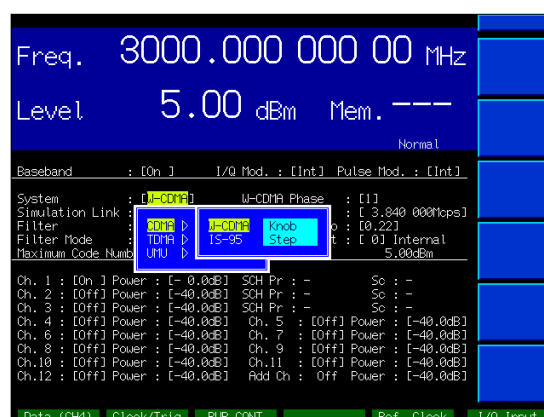 Freq. 3000.000 000 00 MHz
Level 5.00 dBm Mem.---
Normal
Baseband : [On ] I/Q Mod. : [Int] Pulse Mod. : [Int]
System : [W-CDMA] W-CDMA Phase : [1]
Simulation Link : : [ 3.840 000Mcps]
Filter : CDMA ▷ W-CDMA Knob o : [0.22]
Filter Mode : TDMA ▷ IS-95 Step t : [ 0] Internal
Maximum Code Numb UMU ▷ 5.00dBm
Ch. 1 : [On ] Power : [- 0.0dB] SCH Pr : - Sc : -
Ch. 2 : [Off] Power : [-40.0dB] SCH Pr : - Sc : -
Ch. 3 : [Off] Power : [-40.0dB] SCH Pr : - Sc : -
Ch. 4 : [Off] Power : [-40.0dB] Ch. 5 : [Off] Power : [-40.0dB]
Ch. 6 : [Off] Power : [-40.0dB] Ch. 7 : [Off] Power : [-40.0dB]
Ch. 8 : [Off] Power : [-40.0dB] Ch. 9 : [Off] Power : [-40.0dB]
Ch.10 : [Off] Power : [-40.0dB] Ch.11 : [Off] Power : [-40.0dB]
Ch.12 : [Off] Power : [-40.0dB] Add Ch : Off Power : [-40.0dB]
Data (CH4) Clock/Trig BUR CONT Ref. Clock I/Q Input